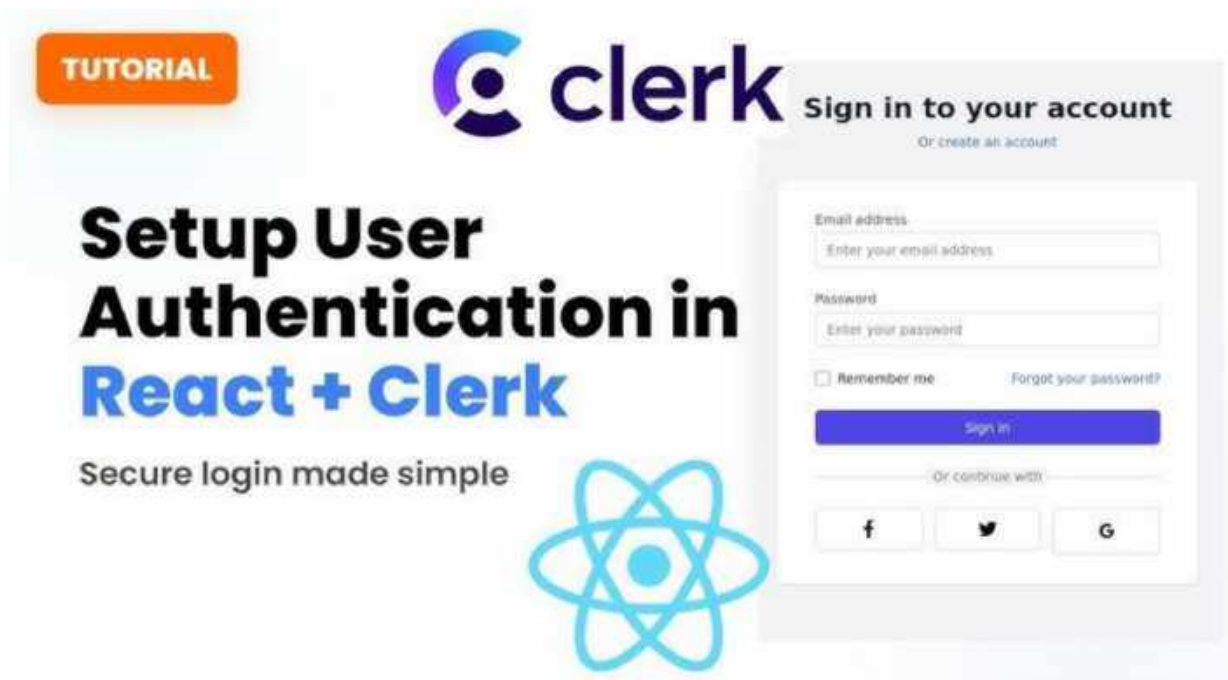 TUTORIAL
clerk
Setup User
Authentication in
React + Clerk
Secure login made simple
Sign in to your account
Or create an account
Email address
Enter your email address
Password
Enter your password
Remember me
Forgot your password?
Sign in
Or continue with
f
G